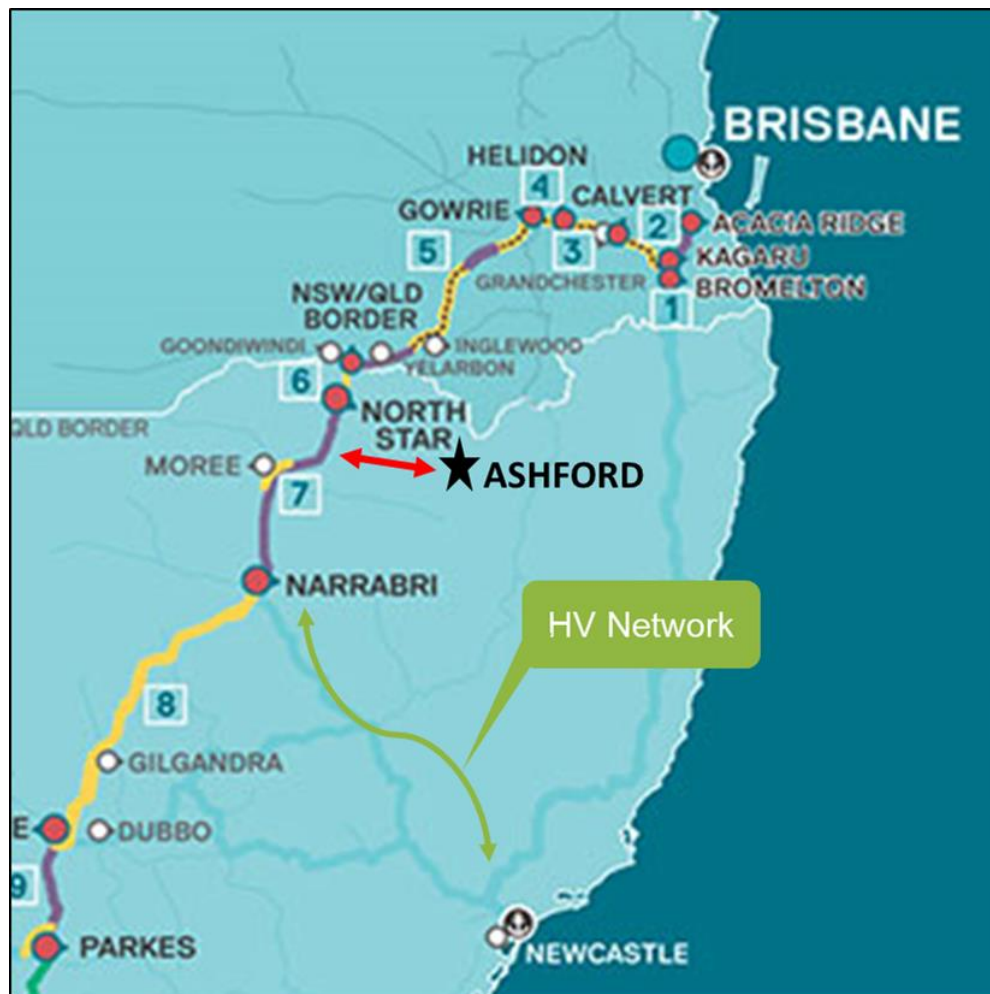 BRISBANE
HELIDON
4
CALVERT
GOWRIE
2
ACACIA RIDGE
5
3
KAGARU
GRANDCHESTER
BROMELTON
NSW/QLD
BORDER
1
GOONDIWINDI
INGLEWOOD
YELARBON
6
NORTH
STAR
QLD BORDER
MOREE
ASHFORD
7
NARRABRI
HV Network
8
GILGANDRA
E
DUBBO
9
PARKES
NEWCASTLE